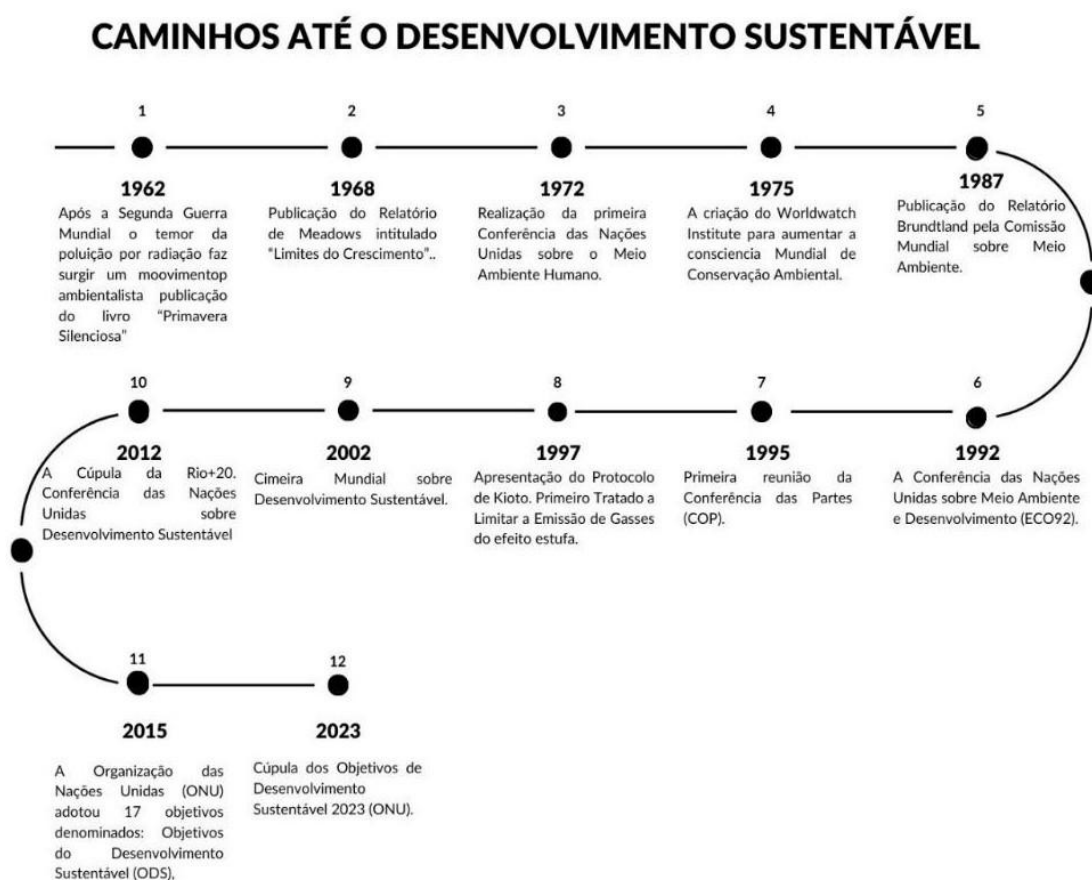 CAMINHOS ATÉ O DESENVOLVIMENTO SUSTENTÁVEL
1
1962
Após a Segunda Guerra
Mundial o temor da
poluição por radiação faz
surgir um moovimentop
ambientalista publicação
do livro “Primavera
Silenciosa”
2
1968
Publicação do Relatório
de Meadows intitulado
“Limites do Crescimento”..
3
1972
Realização da primeira
Conferência das Nações
Unidas sobre o Meio
Ambiente Humano.
4
1975
A criação do Worldwatch
Institute para aumentar a
consciencia Mundial de
Conservação Ambiental.
5
1987
Publicação do Relatório
Brundtland pela Comissão
Mundial sobre Meio
Ambiente.
10
2012
A Cúpula da Rio+20.
Conferência das Nações
Unidas sobre
Desenvolvimento Sustentável
9
2002
Cimeira Mundial sobre
Desenvolvimento Sustentável.
8
1997
Apresentação do Protocolo
de Kioto. Primeiro Tratado a
Limitar a Emissão de Gasses
do efeito estufa.
7
1995
Primeira reunião da
Conferência das Partes
(COP).
6
1992
A Conferência das Nações
Unidas sobre Meio Ambiente
e Desenvolvimento (ECO92).
11
2015
A Organização das
Nações Unidas (ONU)
adotou 17 objetivos
denominados: Objetivos
do Desenvolvimento
Sustentável (ODS),
12
2023
Cúpula dos Objetivos de
Desenvolvimento
Sustentável 2023 (ONU).